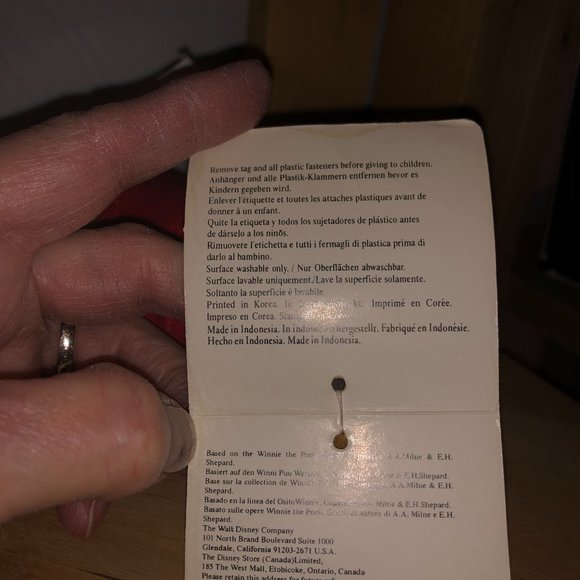 Remove tag and all plastic fasteners before giving to children.
Anhänger und alle Plastik-Klammern entfernen bevor es
Kindern gegeben wird.
Enlever l'étiquette et toutes les attaches plastiques avant de
donner à un enfant.
Quite la etiqueta y todos los sujetadores de plástico antes
de dárselo a los ninõs.
Rimuovere l'etichetta e tutti i fermagli di plastica prima di
darlo al bambino.
Surface washable only. / Nur Oberflächen abwaschbar.
Surface lavable uniquement/Lave la superficie solamente.
Soltanto la superficie è lavabile.
Printed in Korea. In Imprimé en Corée.
Impreso en Corea.
Made in Indonesia. In hergestellt. Fabriqué en Indonésie.
Hecho en Indonesia. Made in Indonesia.
Based on the Winnie the A.A.Milne & E.H.
Shepard.
Basiert auf den Winni Puu Milne & E.H.Shepard.
Base sur la collection de A.A.Milne & E.H.
Shepard.
Basado en la linea del OsitoWinnie, Milne & E.H Shepard.
Basato sulle opere Winnie the Pooh, di A.A. Milne e E.H.
Shepard.
The Walt Disney Company
101 North Brand Boulevard Suite 1000
Glendale, California 91203-2671 U.S.A.
The Disney Store (Canada)Limited,
185 The West Mall, Etobicoke, Ontario, Canada
Please retain this address for future